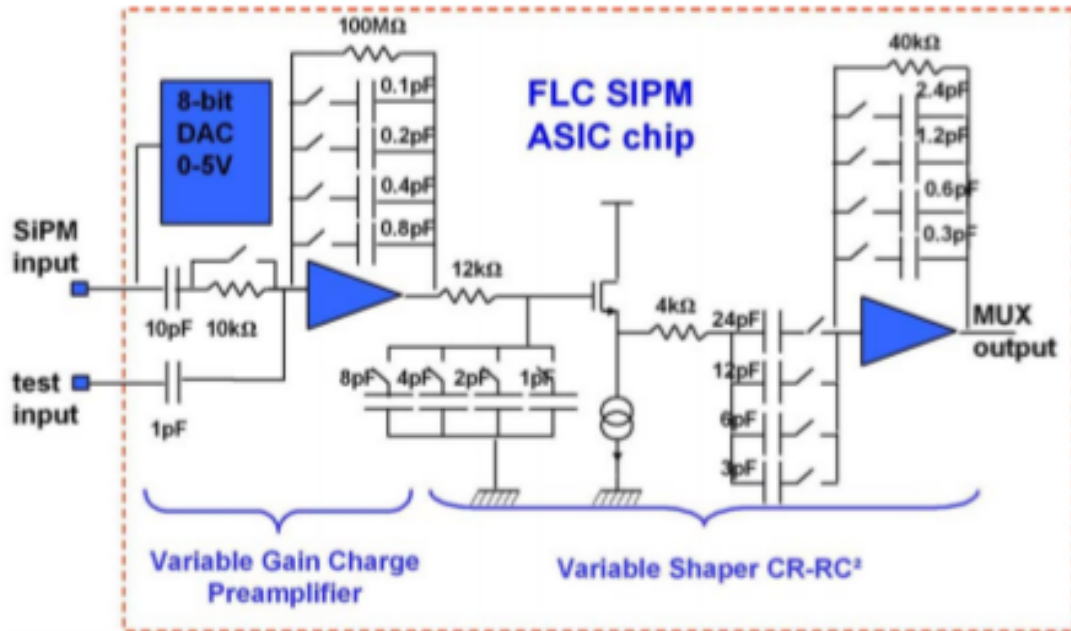 100MΩ
40kΩ
8-bit
DAC
0-5V
0.1pF
0.2pF
0.4pF
0.8pF
FLC SIPM
ASIC chip
2.4pF
1.2pF
0.6pF
0.3pF
SiPM
input
10pF
10kΩ
12kΩ
4kΩ
24pF
12pF
6pF
3pF
MUX
output
test
input
1pF
8pF 4pF 2pF 1pF
Variable Gain Charge
Preamplifier
Variable Shaper CR-RC²